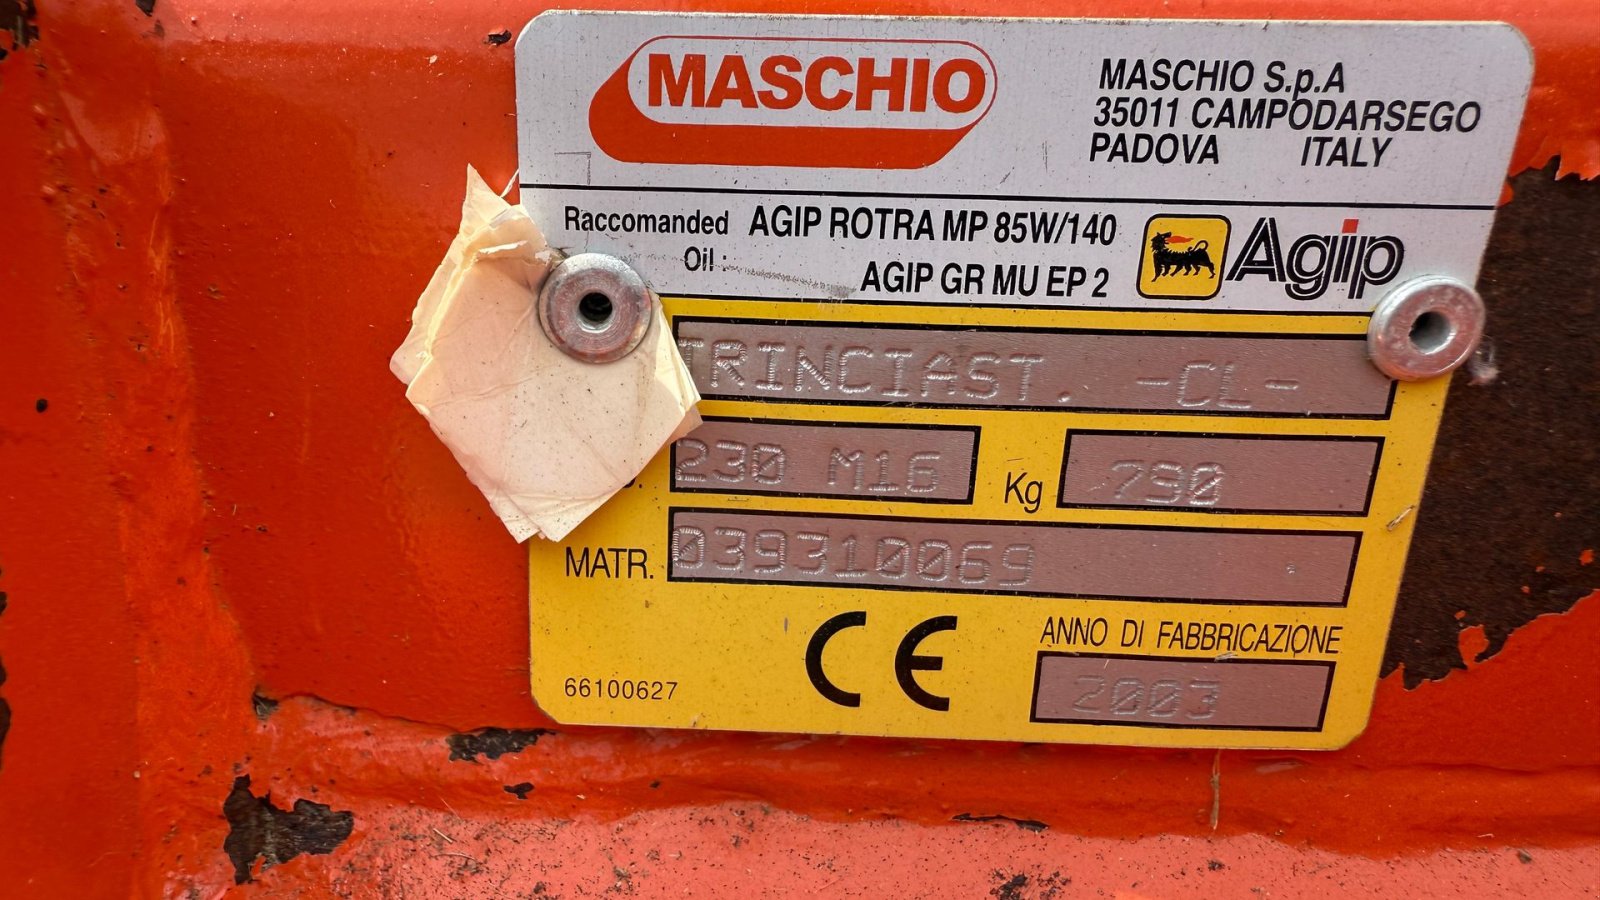 MASCHIO
MASCHIO S.p.A
35011 CAMPODARSEGO
PADOVA ITALY
Raccomanded Oil : AGIP ROTRA MP 85W/140
AGIP GR MU EP 2
Agip
TRINCIAST. -CL-
230 M16 Kg 790
MATR. 039310069
CE
ANNO DI FABBRICAZIONE
66100627
2003